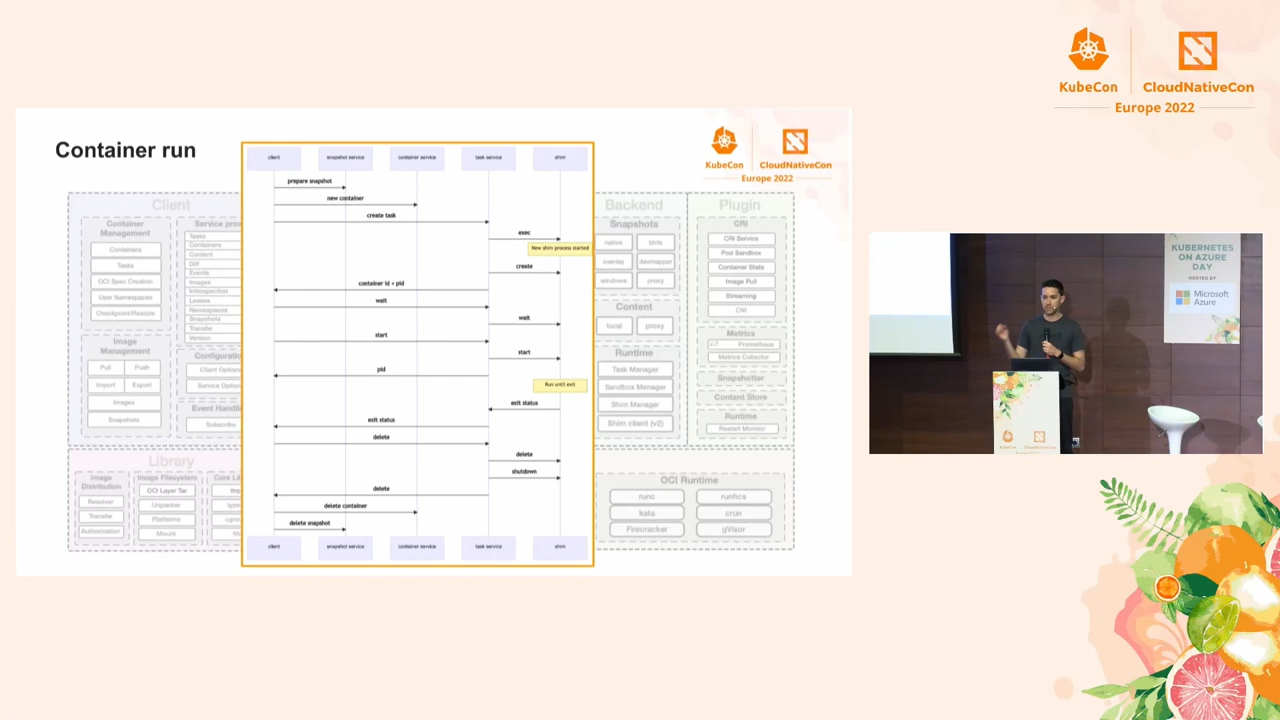 KubeCon
CloudNativeCon
Europe 2022
Container run
KubeCon
CloudNativeCon
Europe 2022
client
snapshot service
container service
task service
shim
prepare snapshot
new container
create task
exec
New shim process started
create
container id + pid
wait
wait
start
start
pid
Run until exit
exit status
exit status
delete
delete
shutdown
delete
delete container
delete snapshot
client
snapshot service
container service
task service
shim
Client
Container
Management
Containers
Tasks
OCI Spec Creation
User Namespaces
Checkpoint/Restore
Image
Management
Pull
Push
Import
Export
Images
Snapshots
Service
Tasks
Containers
Content
Diff
Events
Images
Introspection
Leases
Namespaces
Snapshots
Transfer
Version
Client
Service
Subscribe
Library
Image
Distribution
Resolver
Transfer
Authorization
Image Filesystem
OCI Layer Tar
Unpacker
Platforms
Mount
Backend
Snapshots
native
btrfs
overlay
devmapper
windows
proxy
Content
local
proxy
Runtime
Task Manager
Sandbox Manager
Shim Manager
Shim client (v2)
Plugin
CRI
CRI Service
Pod Sandbox
Container Stats
Image Pull
Streaming
CNI
Metrics
Prometheus
Metrics Collector
Snapshotter
Content Store
Runtime
Restart Monitor
OCI Runtime
runc
runhcs
kata
crun
Firecracker
gVisor
KUBERNETES
ON AZURE
DAY
HOSTED BY
Microsoft
Azure